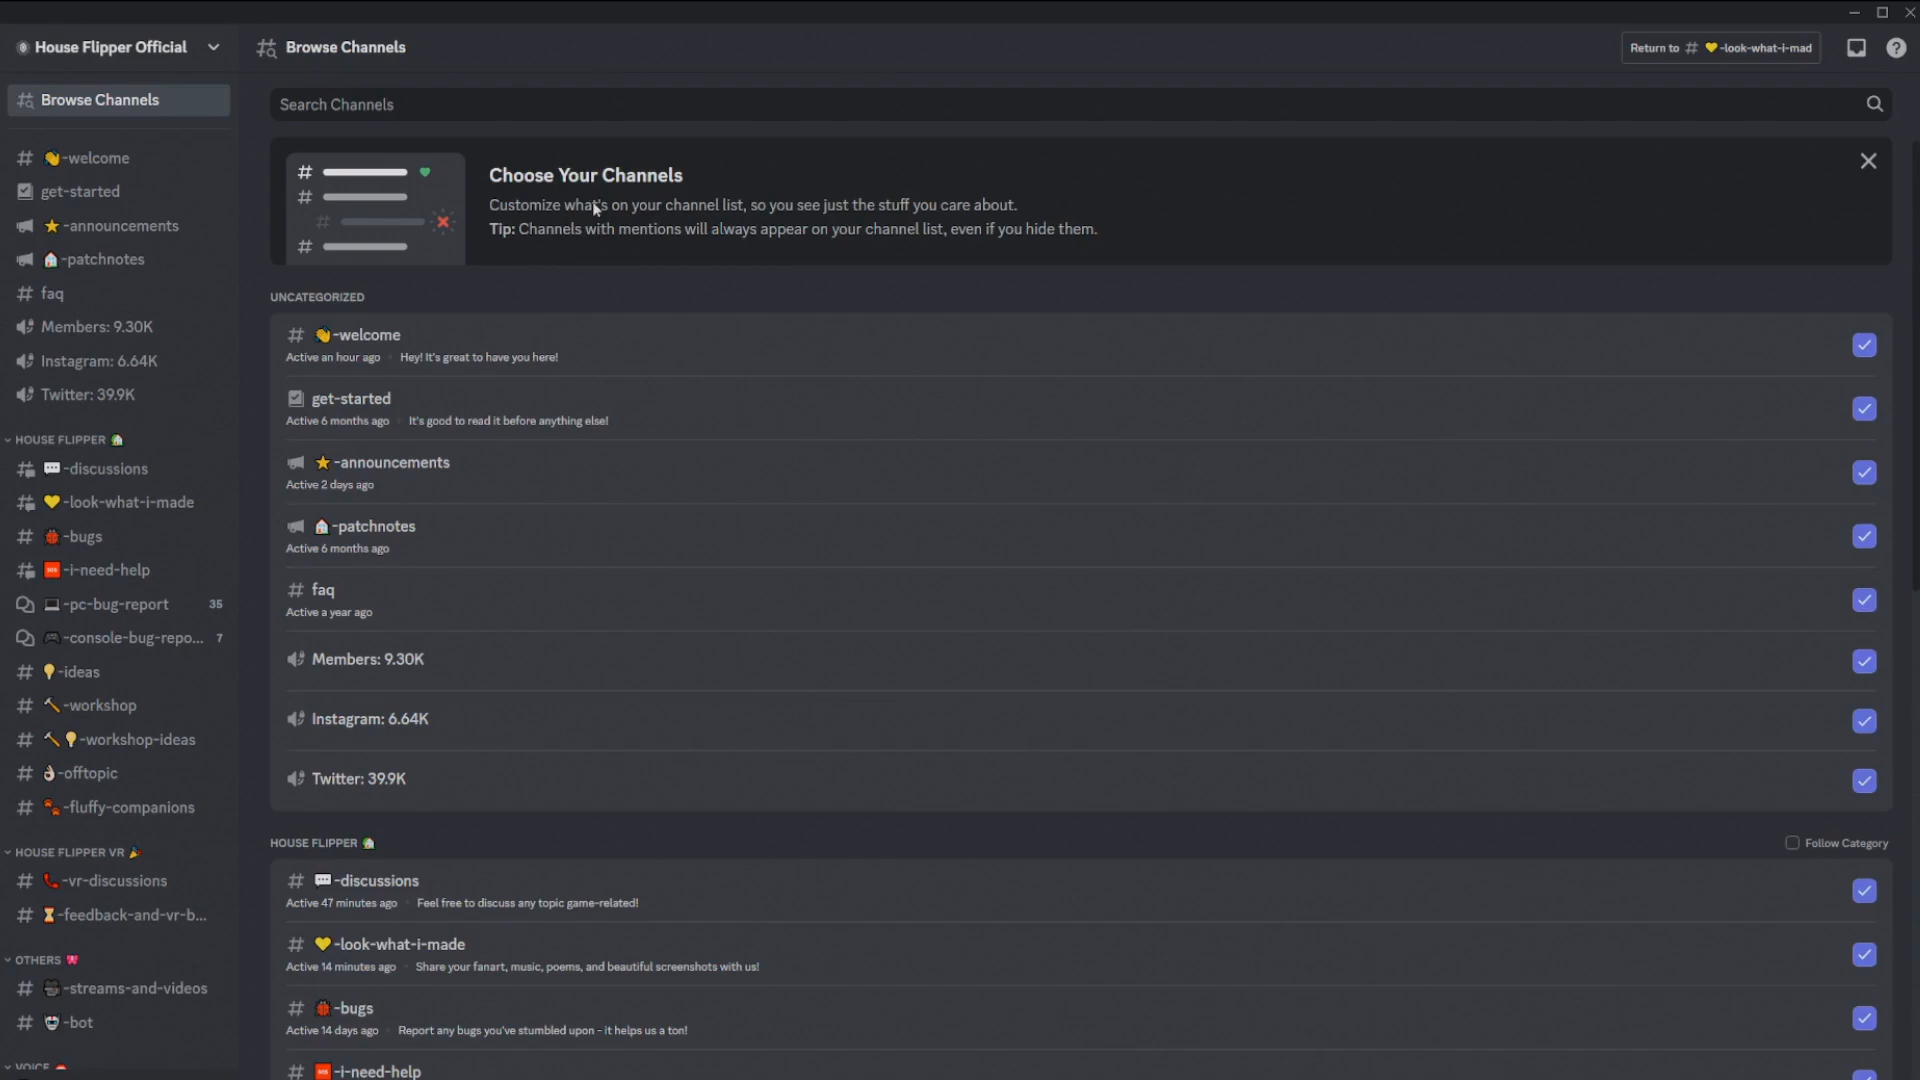 House Flipper Official
Browse Channels
Return to # 💛-look-what-i-mad
Browse Channels
👋-welcome
get-started
⭐-announcements
🏠-patchnotes
faq
Members: 9.30K
Instagram: 6.64K
Twitter: 39.9K
HOUSE FLIPPER 🏡
💬-discussions
💛-look-what-i-made
🐞-bugs
🆘-i-need-help
💻-pc-bug-report 35
🎮-console-bug-repo... 7
💡-ideas
🔨-workshop
🔨💡-workshop-ideas
👌-offtopic
🐾-fluffy-companions
HOUSE FLIPPER VR 🎉
📞-vr-discussions
⌛-feedback-and-vr-b...
OTHERS 🎀
🎥-streams-and-videos
🤖-bot
VOICE
Search Channels
Choose Your Channels
Customize what's on your channel list, so you see just the stuff you care about.
Tip: Channels with mentions will always appear on your channel list, even if you hide them.
UNCATEGORIZED
👋-welcome
Active an hour ago Hey! It's great to have you here!
get-started
Active 6 months ago It's good to read it before anything else!
⭐-announcements
Active 2 days ago
🏠-patchnotes
Active 6 months ago
faq
Active a year ago
Members: 9.30K
Instagram: 6.64K
Twitter: 39.9K
HOUSE FLIPPER 🏡
Follow Category
💬-discussions
Active 47 minutes ago Feel free to discuss any topic game-related!
💛-look-what-i-made
Active 14 minutes ago Share your fanart, music, poems, and beautiful screenshots with us!
🐞-bugs
Active 14 days ago Report any bugs you've stumbled upon - it helps us a ton!
🆘-i-need-help